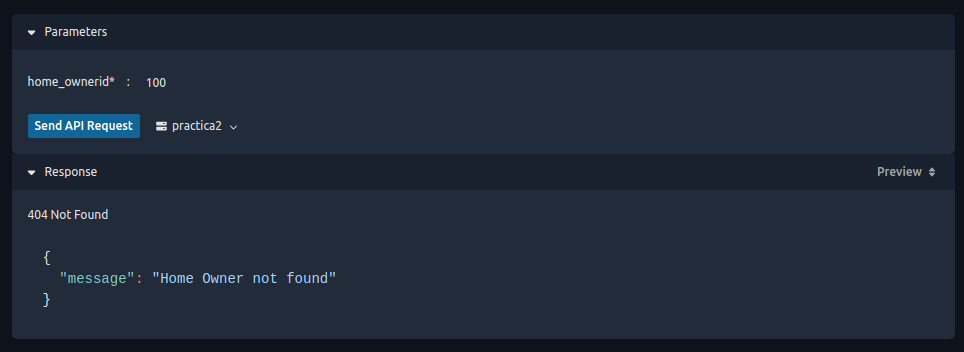 Parameters
home_ownerid* : 100
Send API Request practica2
Response Preview
404 Not Found
{
"message": "Home Owner not found"
}